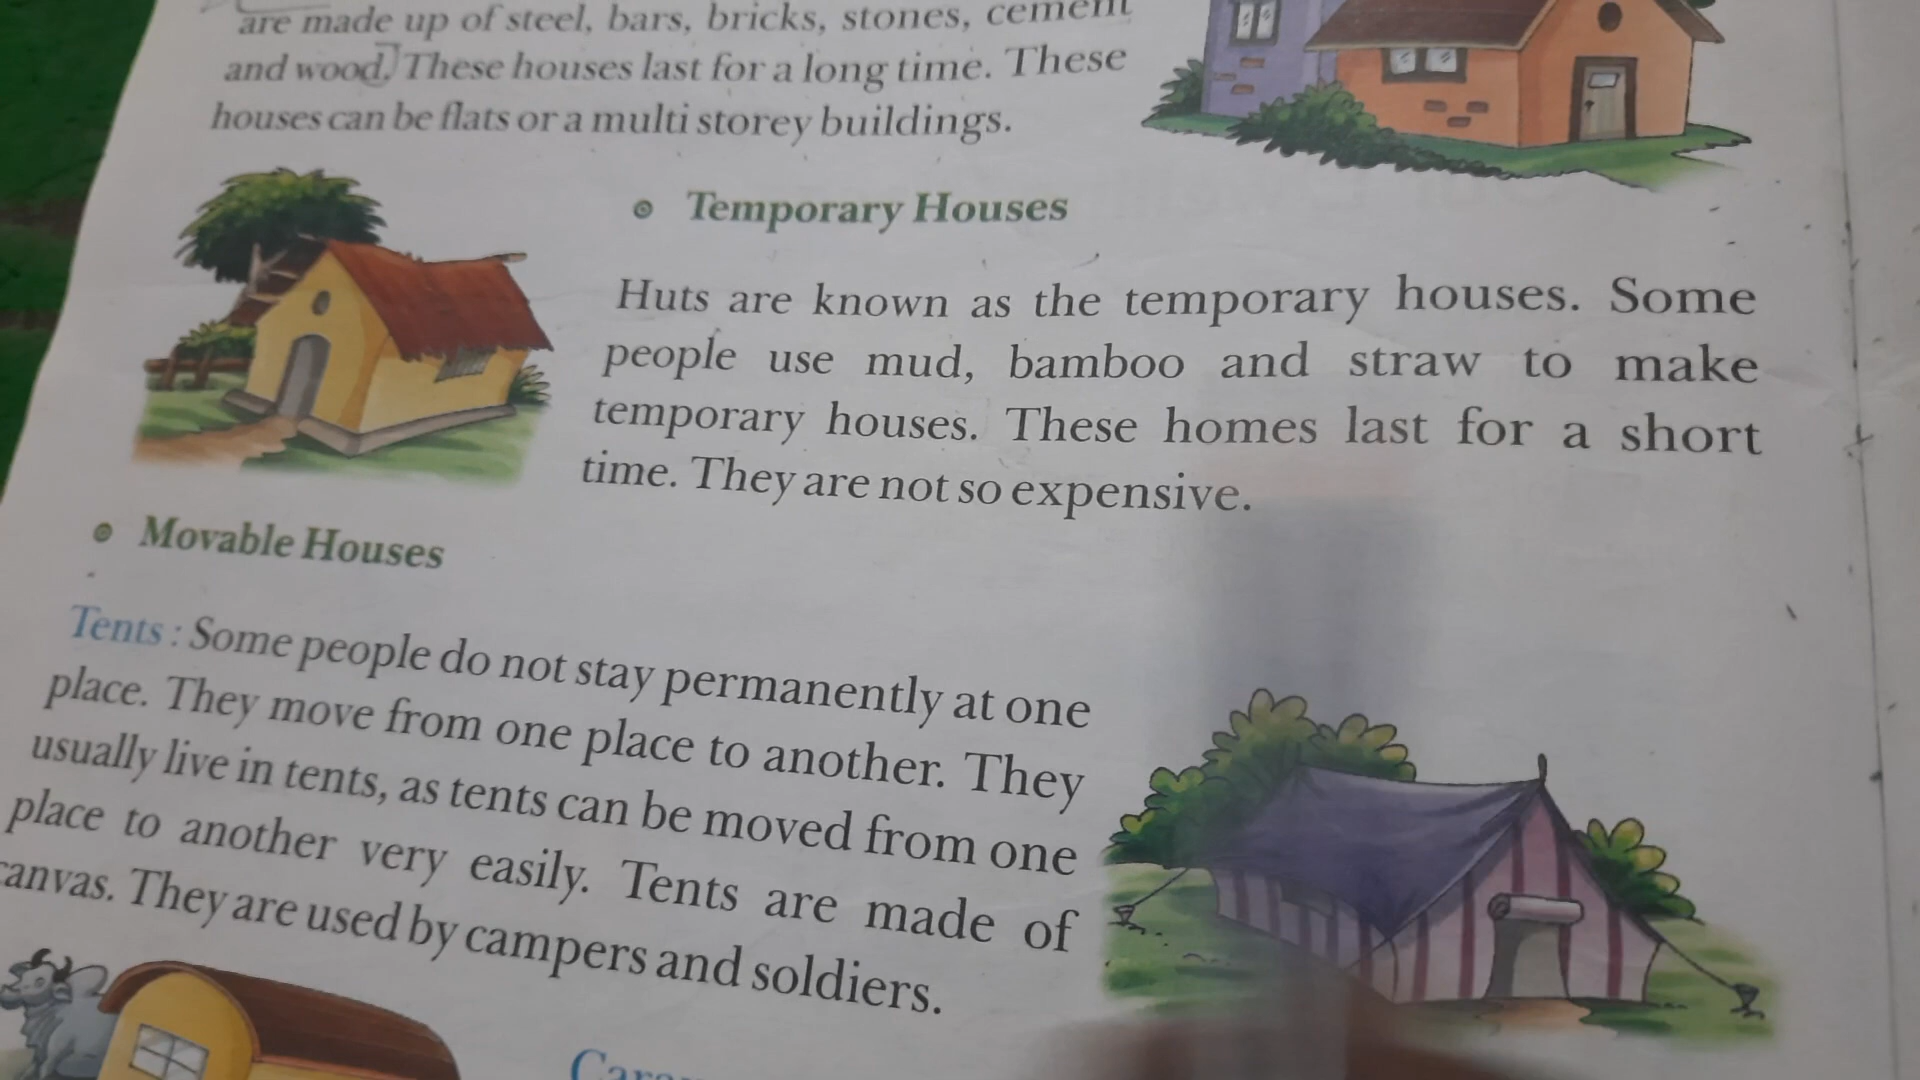 are made up of steel, bars, bricks, stones, cement
and wood. These houses last for a long time. These
houses can be flats or a multi storey buildings.
Temporary Houses
Huts are known as the temporary houses. Some
people use mud, bamboo and straw to make
temporary houses. These homes last for a short
time. They are not so expensive.
Movable Houses
Tents : Some people do not stay permanently at one
place. They move from one place to another. They
usually live in tents, as tents can be moved from one
place to another very easily. Tents are made of
canvas. They are used by campers and soldiers.